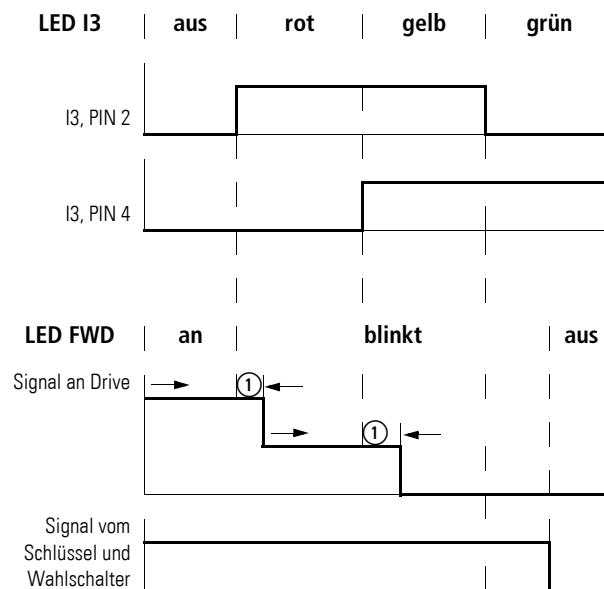 LED I3 aus rot gelb grün
I3, PIN 2
I3, PIN 4
LED FWD an blinkt aus
Signal an Drive
1
1
Signal vom
Schlüssel und
Wahlschalter